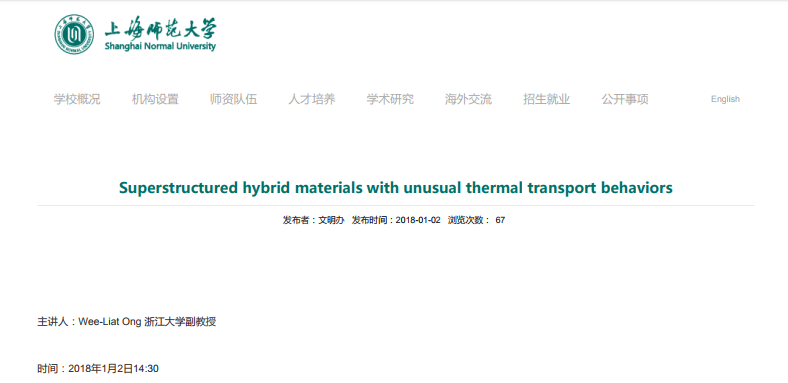 上海师范大学
Shanghai Normal University
学校概况 机构设置 师资队伍 人才培养 学术研究 海外交流 招生就业 公开事项 English
Superstructured hybrid materials with unusual thermal transport behaviors
发布者：文明办 发布时间：2018-01-02 浏览次数： 67
主讲人：Wee-Liat Ong 浙江大学副教授
时间：2018年1月2日14:30